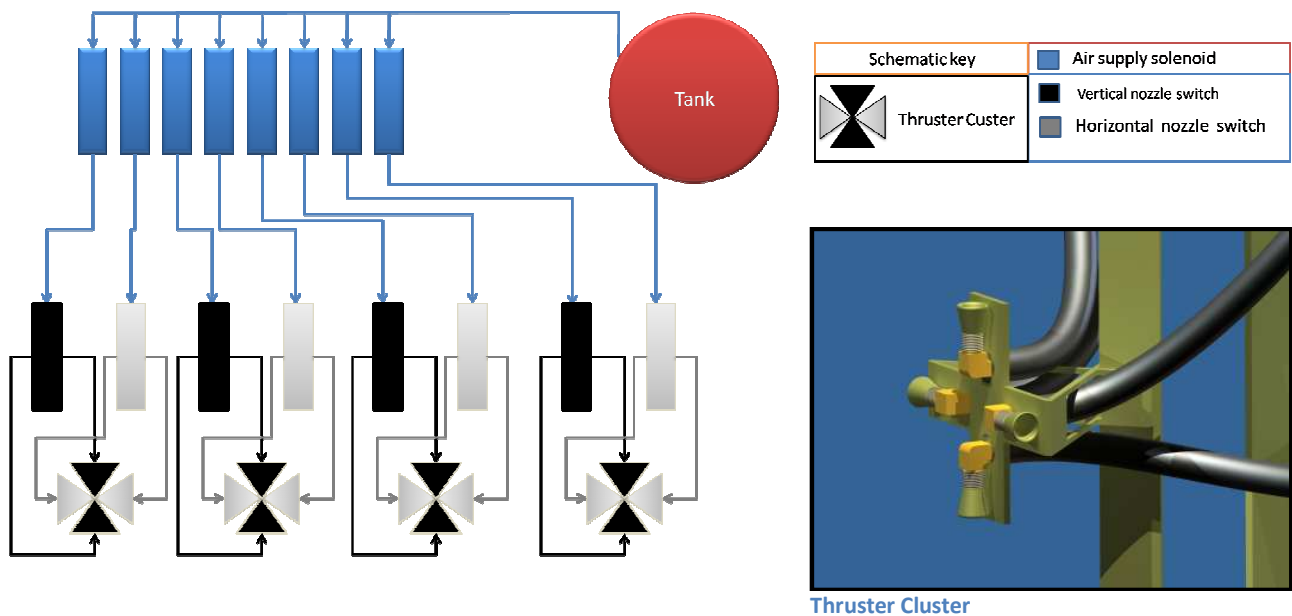 Tank
Schematic key
Air supply solenoid
Thruster Custer
Vertical nozzle switch
Horizontal nozzle switch
Thruster Cluster